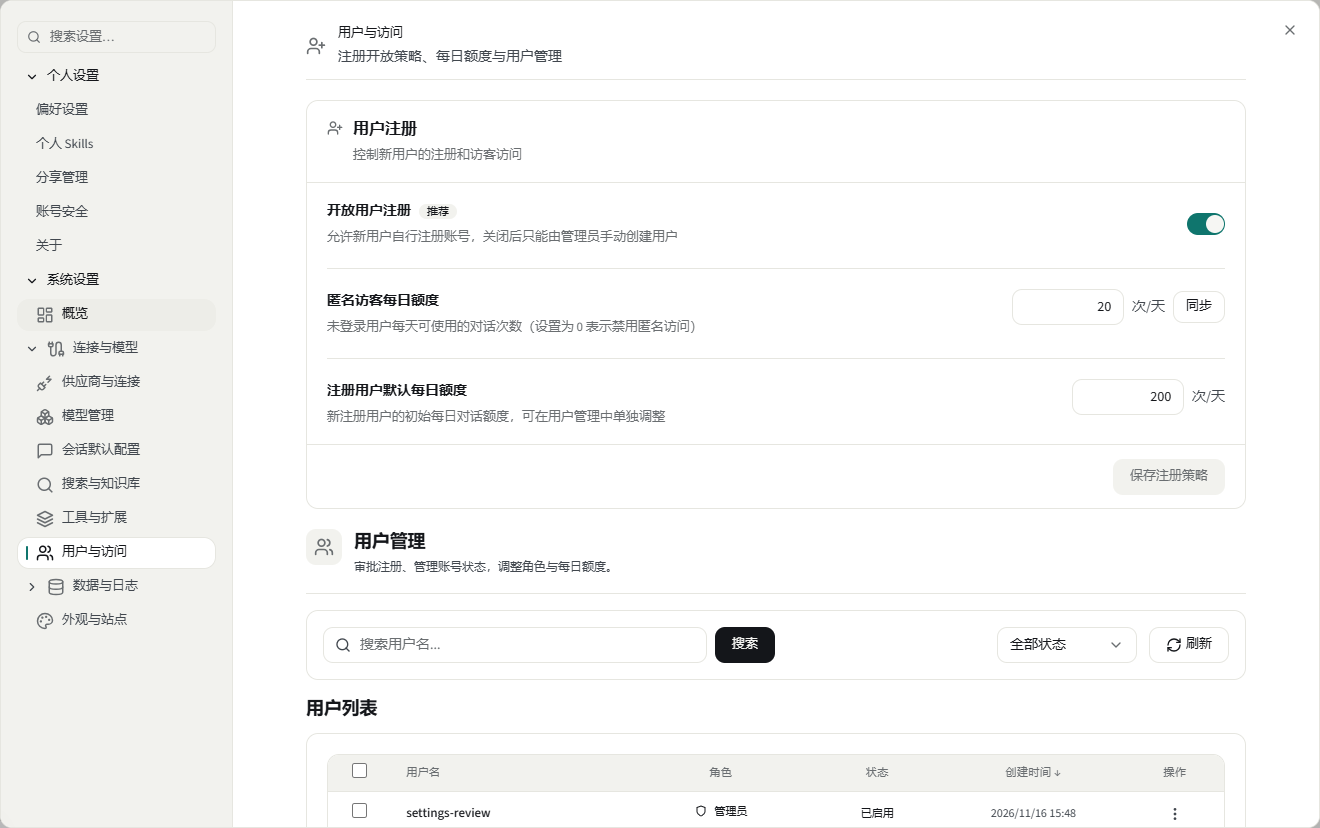 搜索设置...
个人设置
偏好设置
个人 Skills
分享管理
账号安全
关于
系统设置
概览
连接与模型
供应商与连接
模型管理
会话默认配置
搜索与知识库
工具与扩展
用户与访问
数据与日志
外观与站点
用户与访问
注册开放策略、每日额度与用户管理
用户注册
控制新用户的注册和访客访问
开放用户注册 推荐
允许新用户自行注册账号，关闭后只能由管理员手动创建用户
匿名访客每日额度
未登录用户每天可使用的对话次数（设置为 0 表示禁用匿名访问）
20 次/天 同步
注册用户默认每日额度
新注册用户的初始每日对话额度，可在用户管理中单独调整
200 次/天
保存注册策略
用户管理
审批注册、管理账号状态，调整角色与每日额度。
搜索用户名... 搜索 全部状态 刷新
用户列表
用户名 角色 状态 创建时间↓ 操作
settings-review 管理员 已启用 2026/11/16 15:48